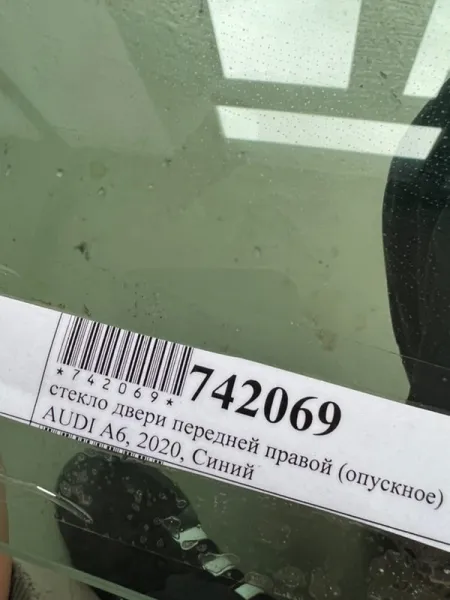 742069
*742069*
стекло двери передней правой (опускное)
AUDI A6, 2020, Синий